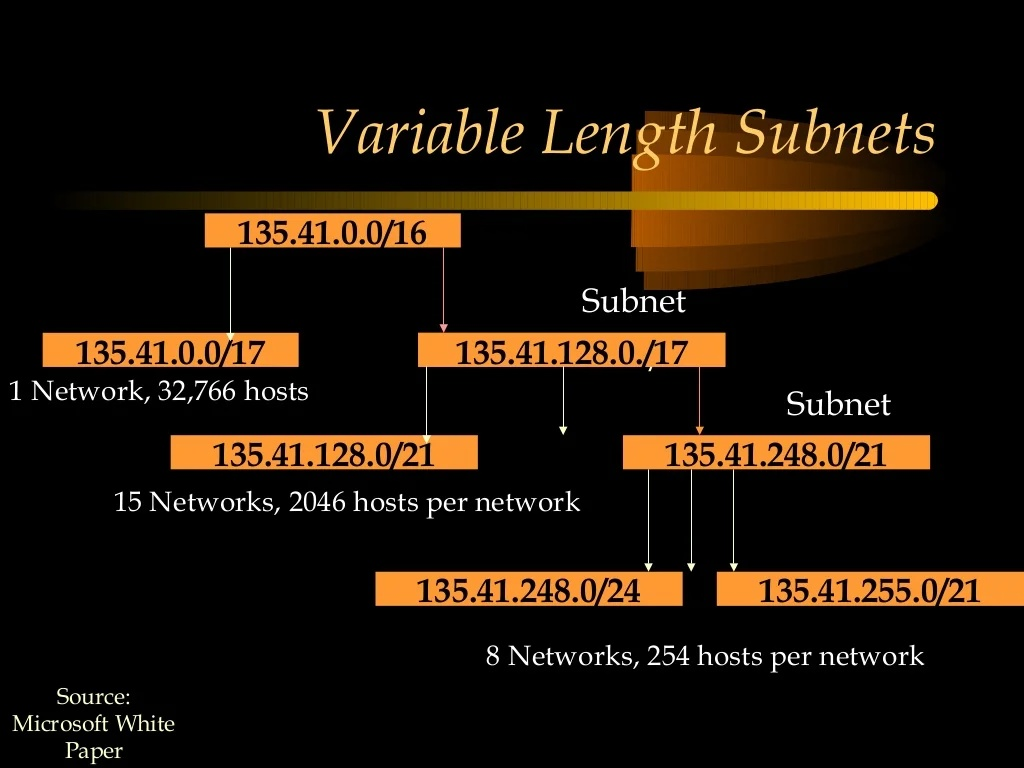 Variable Length Subnets
135.41.0.0/16
Subnet
135.41.0.0/17
135.41.128.0./17
1 Network, 32,766 hosts
Subnet
135.41.128.0/21
135.41.248.0/21
15 Networks, 2046 hosts per network
135.41.248.0/24
135.41.255.0/21
8 Networks, 254 hosts per network
Source:
Microsoft White
Paper